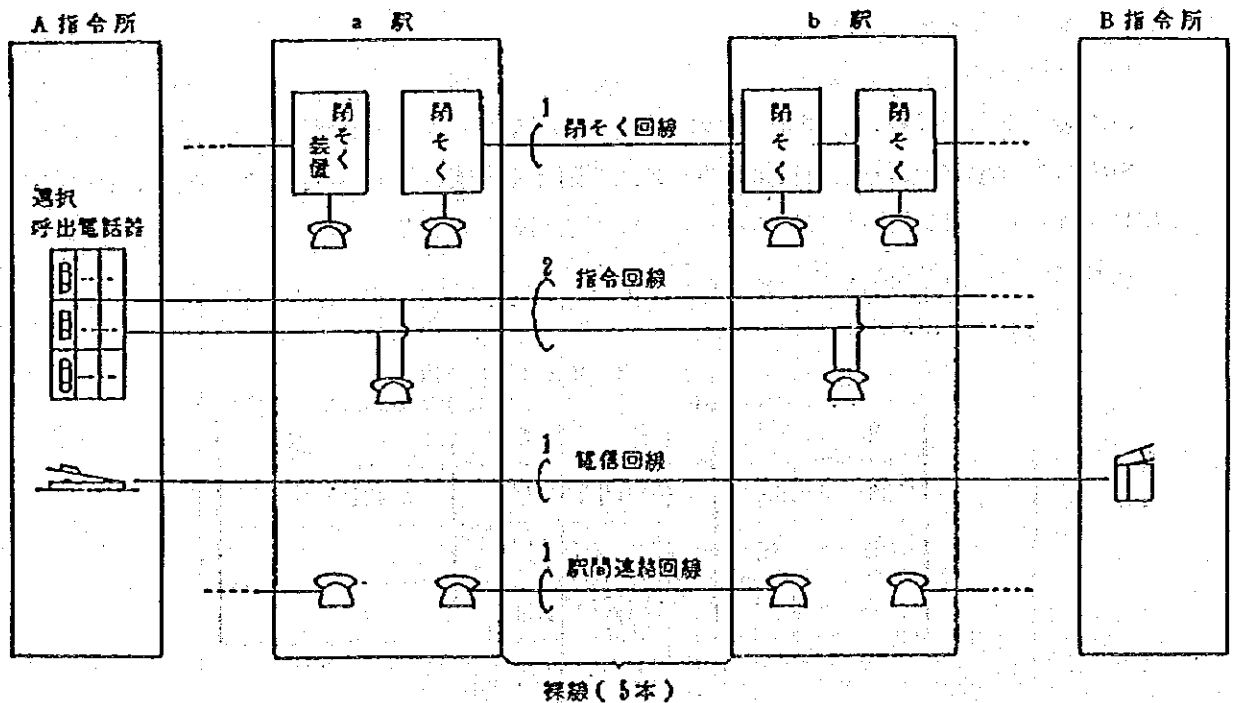 A指令所
a 駅
b 駅
B指令所
閉そく装置
閉そく
1
閉そく回線
閉そく
閉そく
選択
呼出電話器
2
指令回線
1
電信回線
1
駅間連絡回線
裸線(5本)